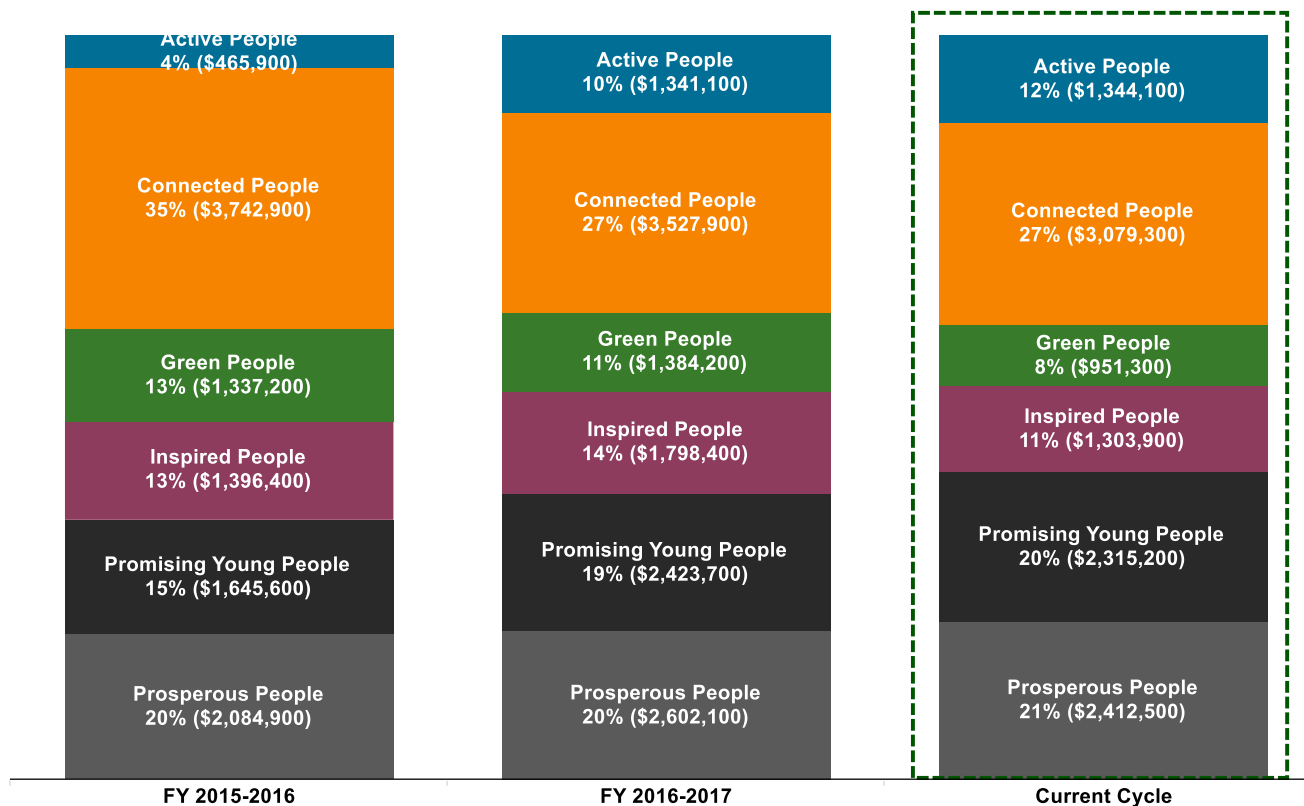 Active People
4% ($465,900)
Connected People
35% ($3,742,900)
Green People
13% ($1,337,200)
Inspired People
13% ($1,396,400)
Promising Young People
15% ($1,645,600)
Prosperous People
20% ($2,084,900)
FY 2015-2016
Active People
10% ($1,341,100)
Connected People
27% ($3,527,900)
Green People
11% ($1,384,200)
Inspired People
14% ($1,798,400)
Promising Young People
19% ($2,423,700)
Prosperous People
20% ($2,602,100)
FY 2016-2017
Active People
12% ($1,344,100)
Connected People
27% ($3,079,300)
Green People
8% ($951,300)
Inspired People
11% ($1,303,900)
Promising Young People
20% ($2,315,200)
Prosperous People
21% ($2,412,500)
Current Cycle